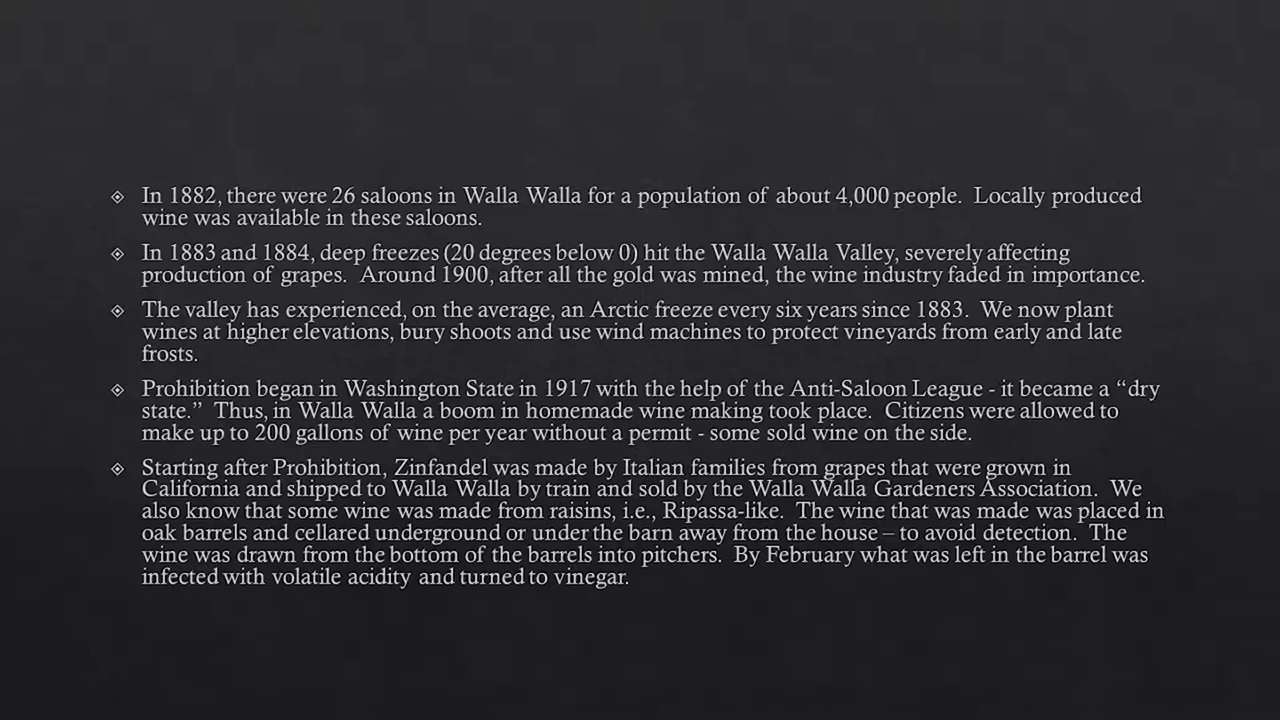 In 1882, there were 26 saloons in Walla Walla for a population of about 4,000 people. Locally produced
wine was available in these saloons.
In 1883 and 1884, deep freezes (20 degrees below 0) hit the Walla Walla Valley, severely affecting
production of grapes. Around 1900, after all the gold was mined, the wine industry faded in importance.
The valley has experienced, on the average, an Arctic freeze every six years since 1883. We now plant
wines at higher elevations, bury shoots and use wind machines to protect vineyards from early and late
frosts.
Prohibition began in Washington State in 1917 with the help of the Anti-Saloon League - it became a “dry
state.” Thus, in Walla Walla a boom in homemade wine making took place. Citizens were allowed to
make up to 200 gallons of wine per year without a permit - some sold wine on the side.
Starting after Prohibition, Zinfandel was made by Italian families from grapes that were grown in
California and shipped to Walla Walla by train and sold by the Walla Walla Gardeners Association. We
also know that some wine was made from raisins, i.e., Ripassa-like. The wine that was made was placed in
oak barrels and cellared underground or under the barn away from the house – to avoid detection. The
wine was drawn from the bottom of the barrels into pitchers. By February what was left in the barrel was
infected with volatile acidity and turned to vinegar.